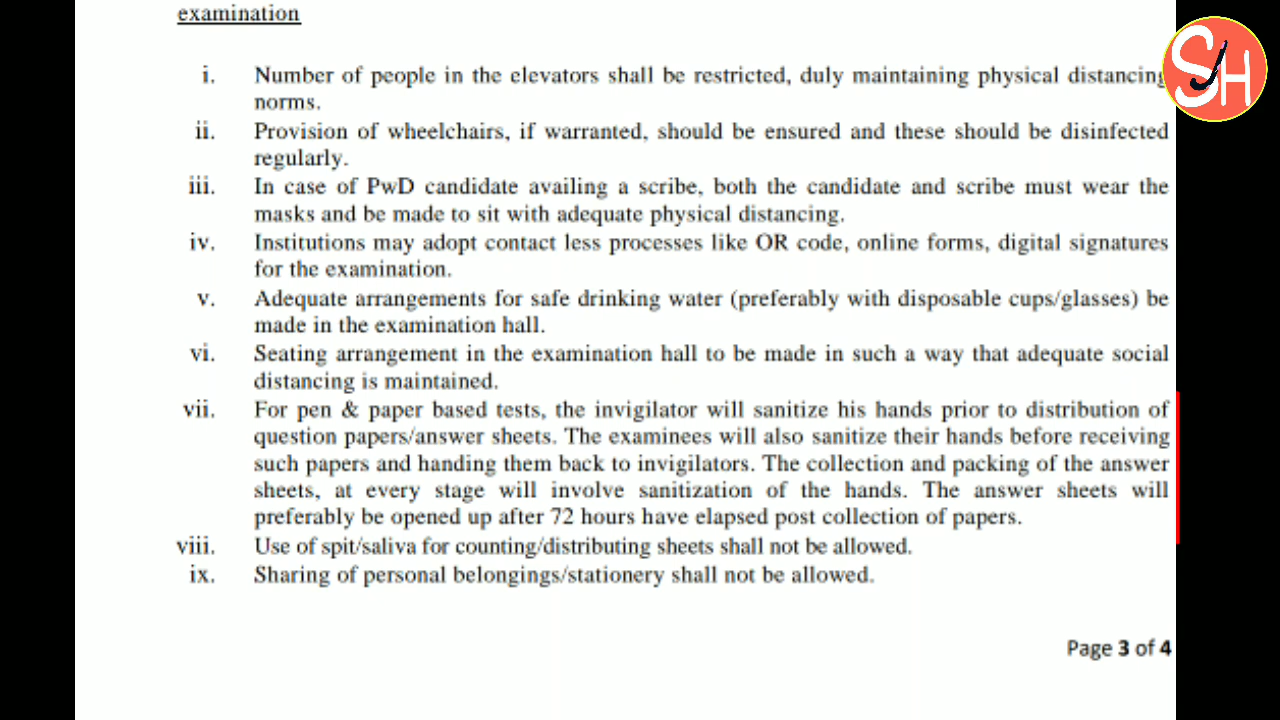 examination
i. Number of people in the elevators shall be restricted, duly maintaining physical distancing
norms.
ii. Provision of wheelchairs, if warranted, should be ensured and these should be disinfected
regularly.
iii. In case of PwD candidate availing a scribe, both the candidate and scribe must wear the
masks and be made to sit with adequate physical distancing.
iv. Institutions may adopt contact less processes like QR code, online forms, digital signatures
for the examination.
v. Adequate arrangements for safe drinking water (preferably with disposable cups/glasses) be
made in the examination hall.
vi. Seating arrangement in the examination hall to be made in such a way that adequate social
distancing is maintained.
vii. For pen & paper based tests, the invigilator will sanitize his hands prior to distribution of
question papers/answer sheets. The examinees will also sanitize their hands before receiving
such papers and handing them back to invigilators. The collection and packing of the answer
sheets, at every stage will involve sanitization of the hands. The answer sheets will
preferably be opened up after 72 hours have elapsed post collection of papers.
viii. Use of spit/saliva for counting/distributing sheets shall not be allowed.
ix. Sharing of personal belongings/stationery shall not be allowed.
Page 3 of 4
SJH